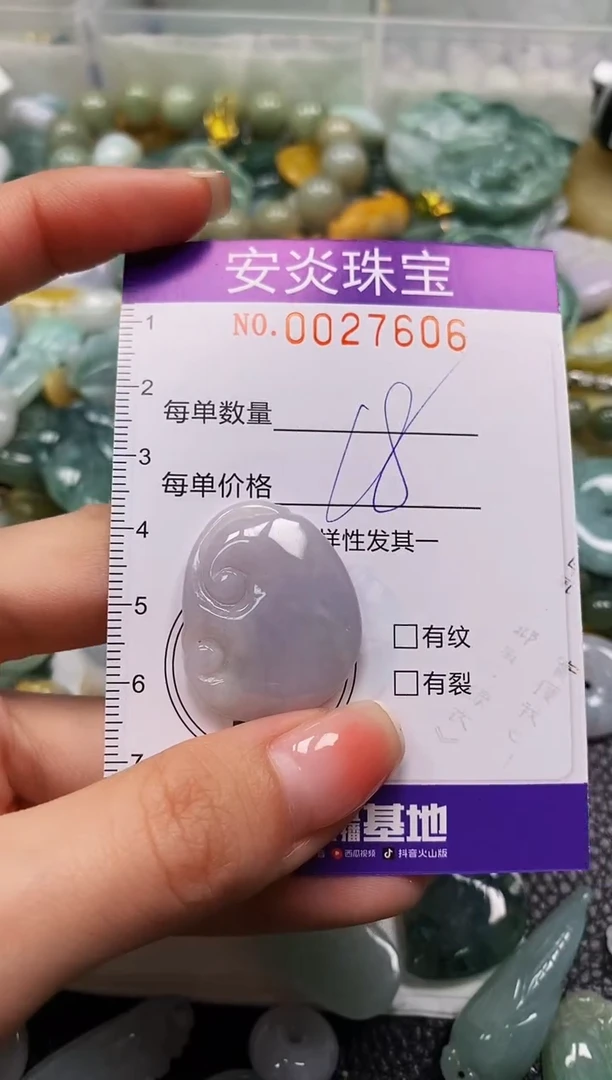 安炎珠宝
NO.0027606
1
2
每单数量
18
3
每单价格
4
样性发其一
5
□有纹
6
□有裂
7
播基地
西瓜视频 抖音火山版